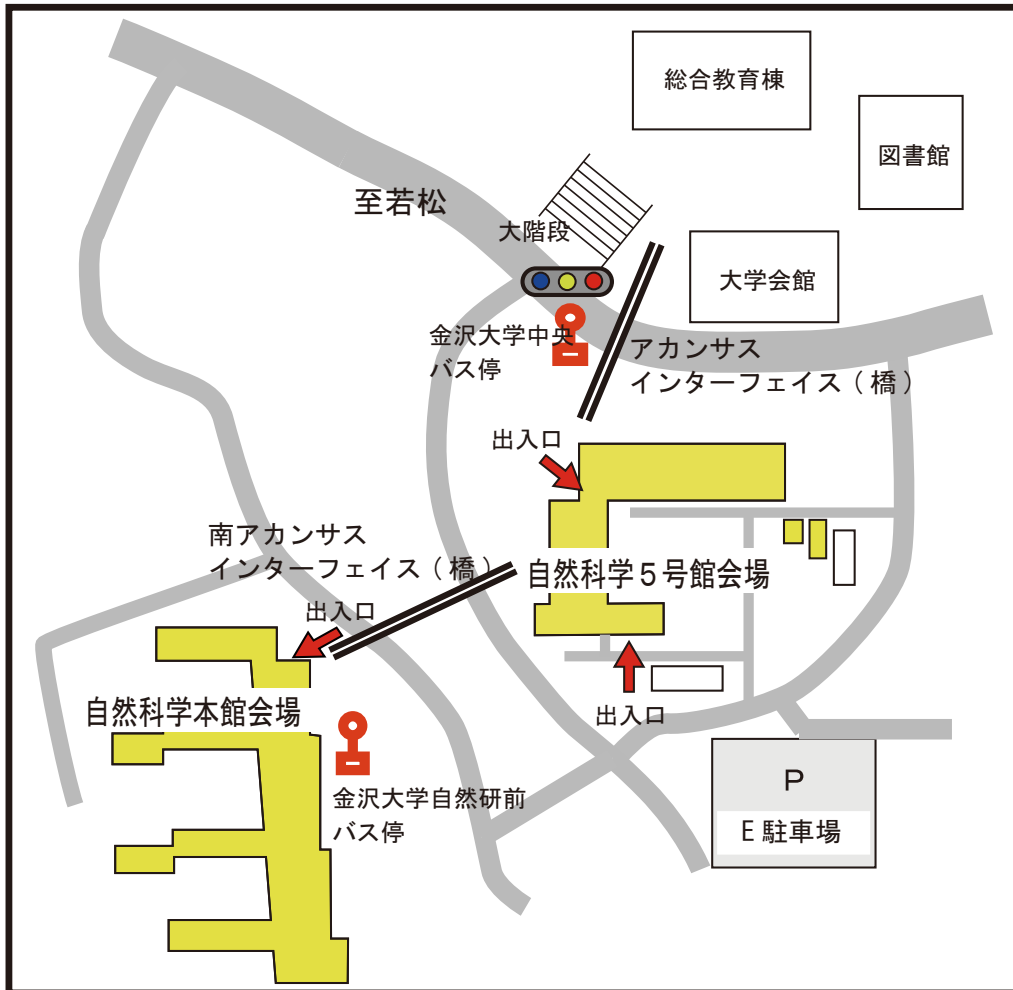 総合教育棟
図書館
至若松
大階段
大学会館
金沢大学中央
バス停
アカンサス
インターフェイス（橋）
出入口
南アカンサス
インターフェイス（橋）
自然科学５号館会場
出入口
自然科学本館会場
出入口
金沢大学自然研前
バス停
P
E 駐車場